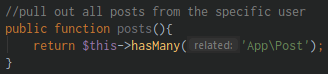 //pull out all posts from the specific user
public function posts(){
    return $this->hasMany( related: 'App\Post');
}